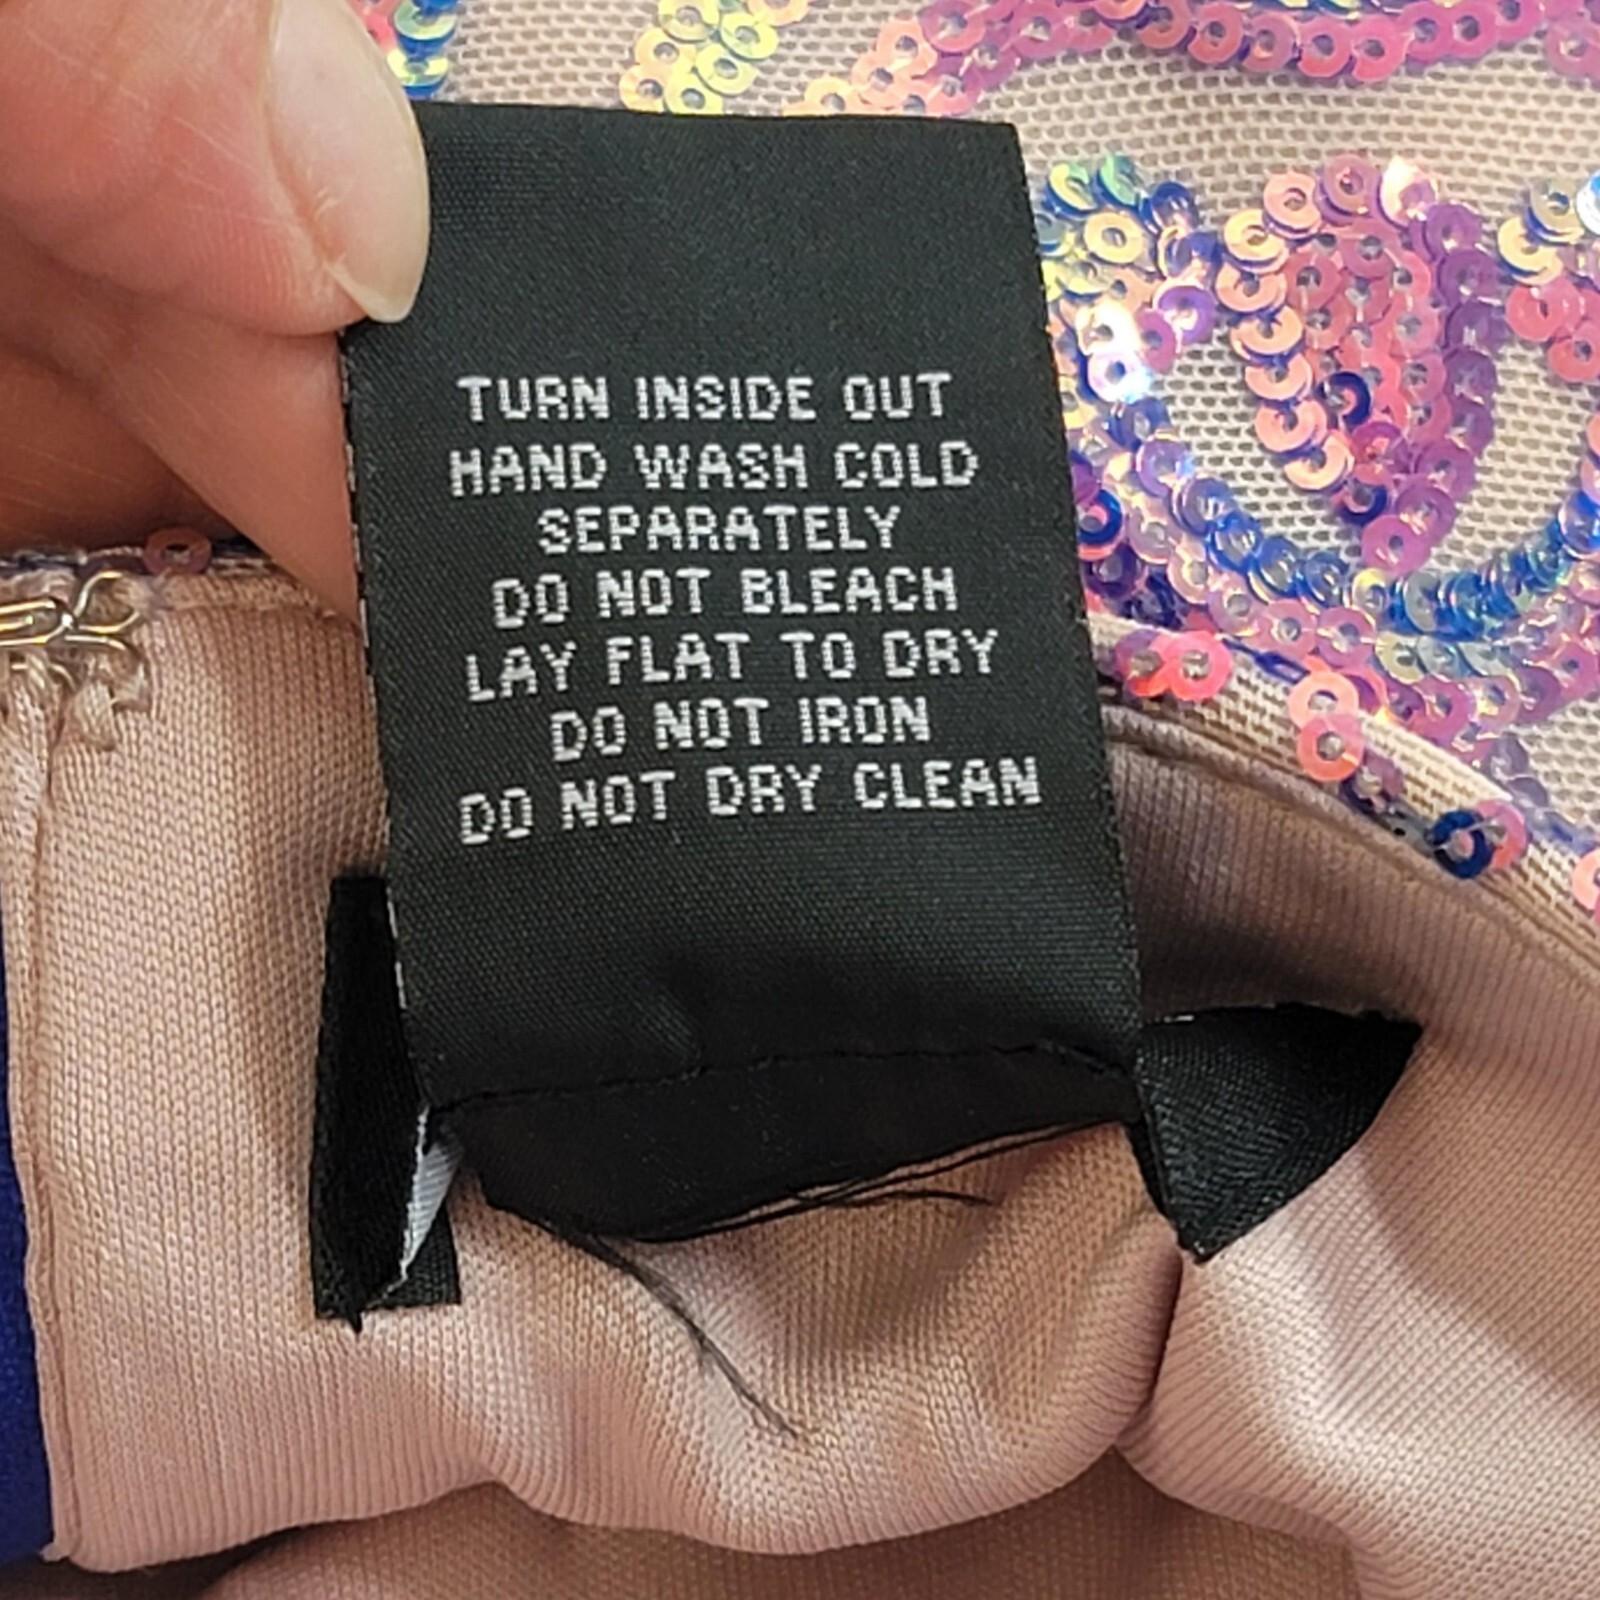 TURN INSIDE OUT
HAND WASH COLD
SEPARATELY
DO NOT BLEACH
LAY FLAT TO DRY
DO NOT IRON
DO NOT DRY CLEAN